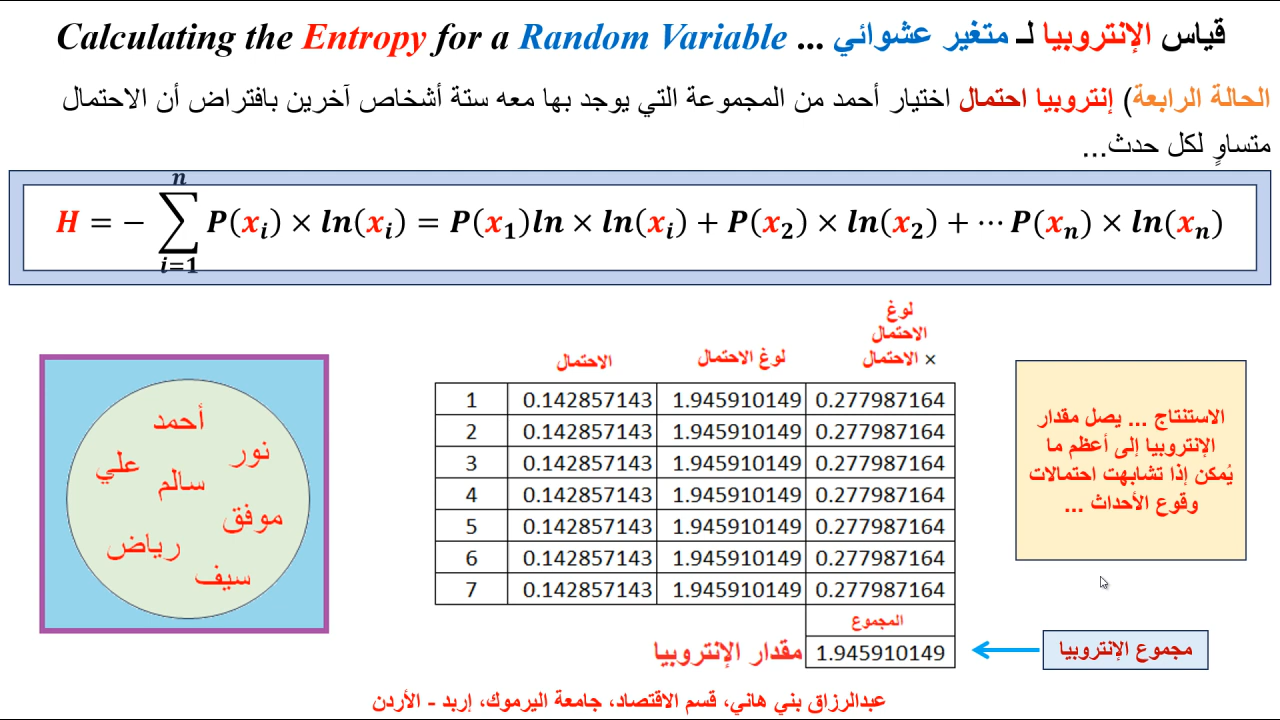 قياس الإنتروبيا لـ متغير عشوائي ... Calculating the Entropy for a Random Variable
الحالة الرابعة) إنتروبيا احتمال اختيار أحمد من المجموعة التي يوجد بها معه ستة أشخاص آخرين بافتراض أن الاحتمال
متساوٍ لكل حدث...
H = − ∑_{i=1}^{n} P(x_i) × ln(x_i) = P(x_1)ln × ln(x_i) + P(x_2) × ln(x_2) + ⋯ P(x_n) × ln(x_n)
أحمد
نور
علي
سالم
موفق
رياض
سيف
لوغ
الاحتمال
الاحتمال لوغ الاحتمال × الاحتمال
1 0.142857143 1.945910149 0.277987164
2 0.142857143 1.945910149 0.277987164
3 0.142857143 1.945910149 0.277987164
4 0.142857143 1.945910149 0.277987164
5 0.142857143 1.945910149 0.277987164
6 0.142857143 1.945910149 0.277987164
7 0.142857143 1.945910149 0.277987164
المجموع
مقدار الإنتروبيا 1.945910149
مجموع الإنتروبيا
الاستنتاج ... يصل مقدار
الإنتروبيا إلى أعظم ما
يُمكن إذا تشابهت احتمالات
وقوع الأحداث ...
عبدالرزاق بني هاني، قسم الاقتصاد، جامعة اليرموك، إربد - الأردن